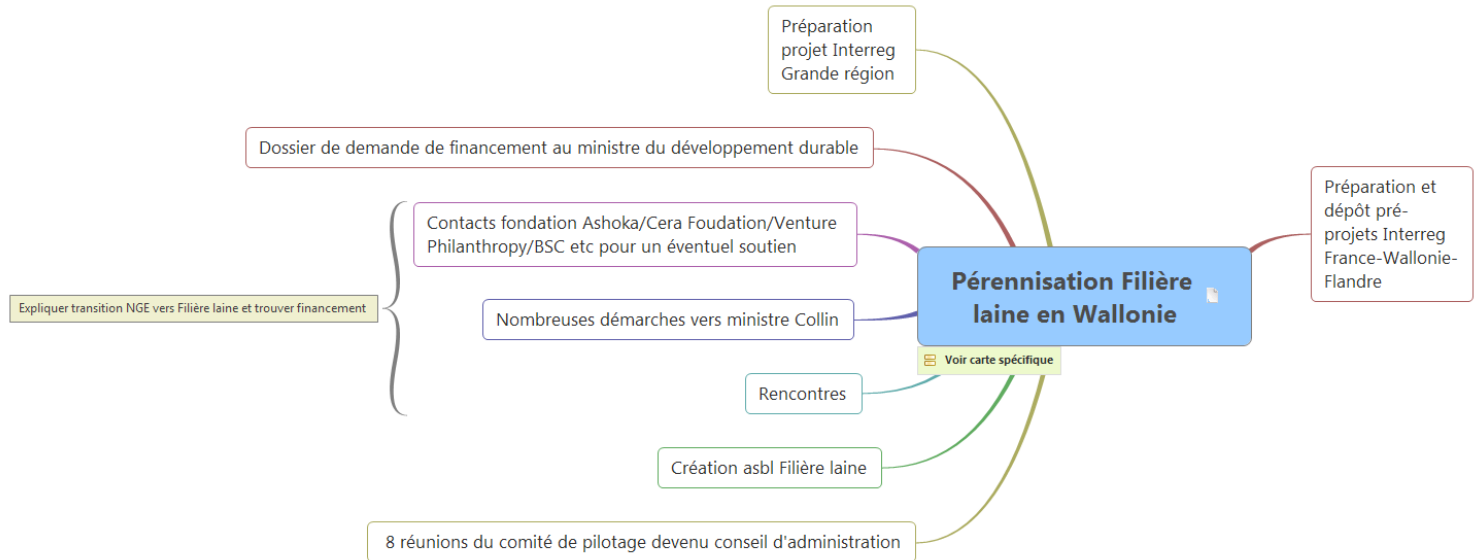 Préparation
projet Interreg
Grande région
Dossier de demande de financement au ministre du développement durable
Préparation et
dépôt pré-
projets Interreg
France-Wallonie-
Flandre
Contacts fondation Ashoka/Cera Foudation/Venture
Philanthropy/BSC etc pour un éventuel soutien
Pérennisation Filière
laine en Wallonie
Expliquer transition NGE vers Filière laine et trouver financement
Nombreuses démarches vers ministre Collin
Voir carte spécifique
Rencontres
Création asbl Filière laine
8 réunions du comité de pilotage devenu conseil d'administration